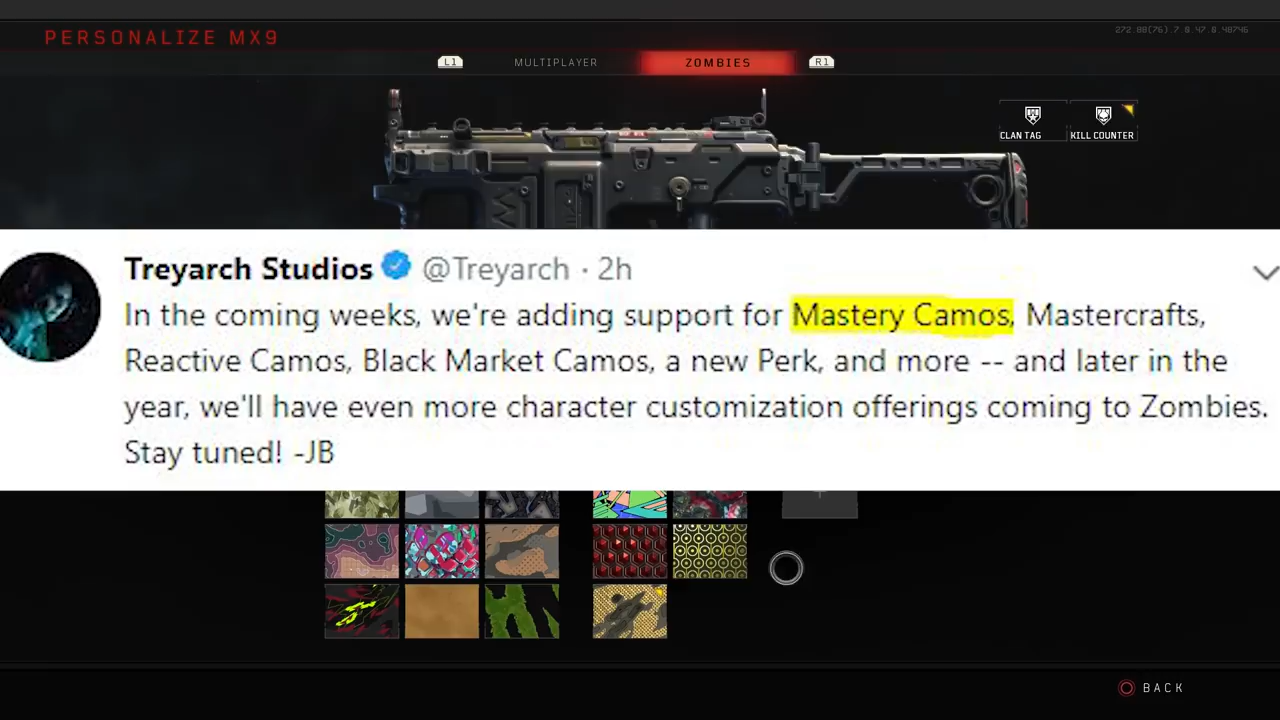 PERSONALIZE MX9
L1 MULTIPLAYER ZOMBIES R1
CLAN TAG KILL COUNTER
Treyarch Studios @Treyarch · 2h
In the coming weeks, we're adding support for Mastery Camos, Mastercrafts,
Reactive Camos, Black Market Camos, a new Perk, and more -- and later in the
year, we'll have even more character customization offerings coming to Zombies.
Stay tuned! -JB
BACK